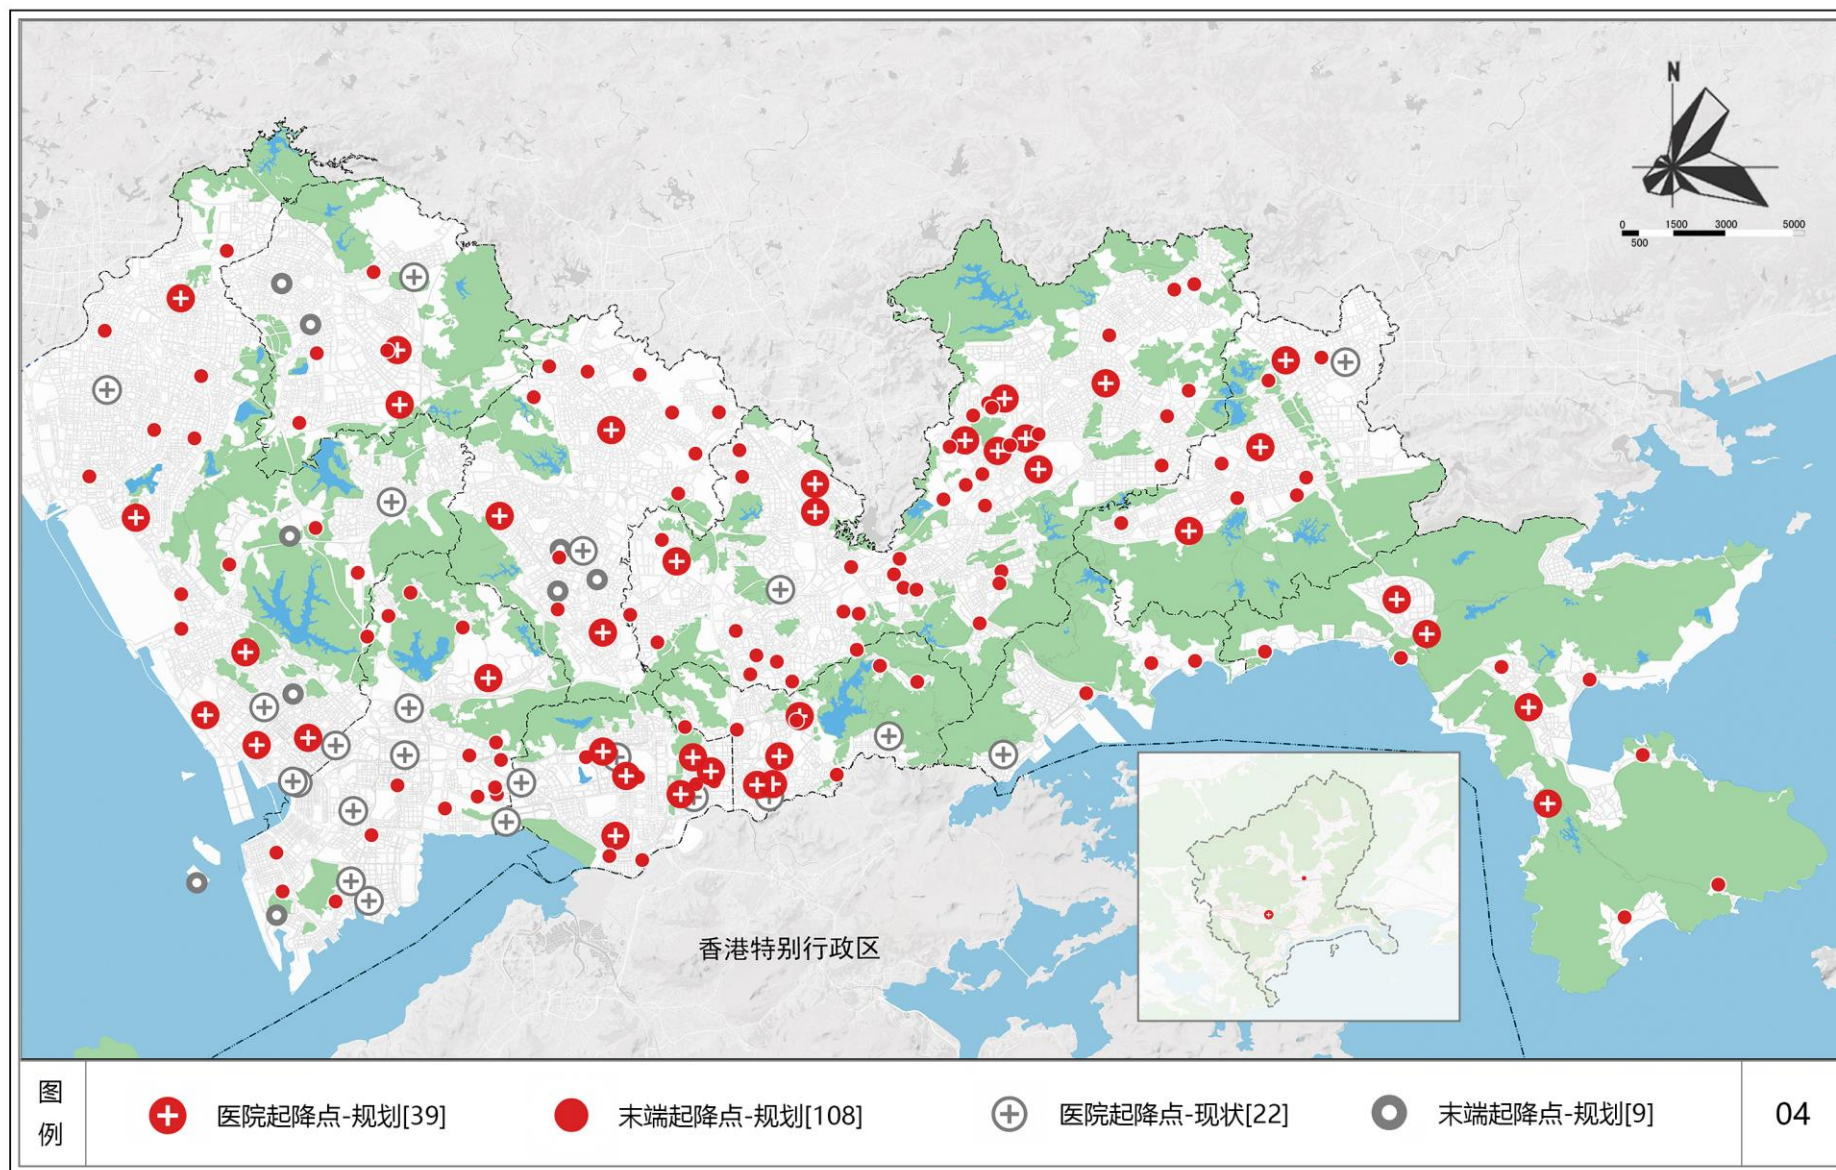 N
0 1500 3000 5000
500
香港特别行政区
图例
医院起降点-规划[39]
末端起降点-规划[108]
医院起降点-现状[22]
末端起降点-规划[9]
04